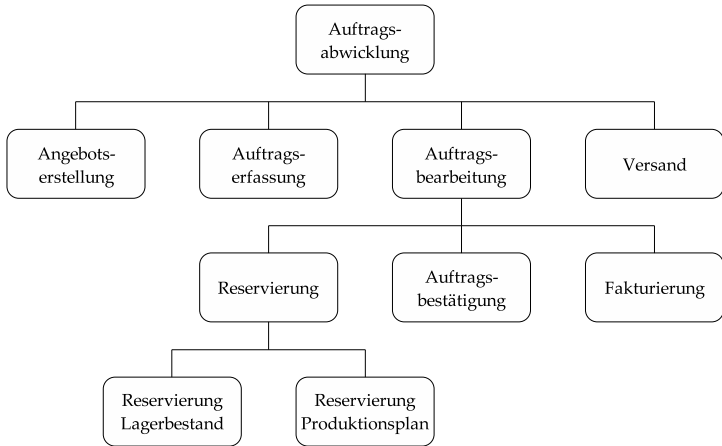 Auftrags-
abwicklung
Angebots-
erstellung
Auftrags-
erfassung
Auftrags-
bearbeitung
Versand
Reservierung
Auftrags-
bestätigung
Fakturierung
Reservierung
Lagerbestand
Reservierung
Produktionsplan